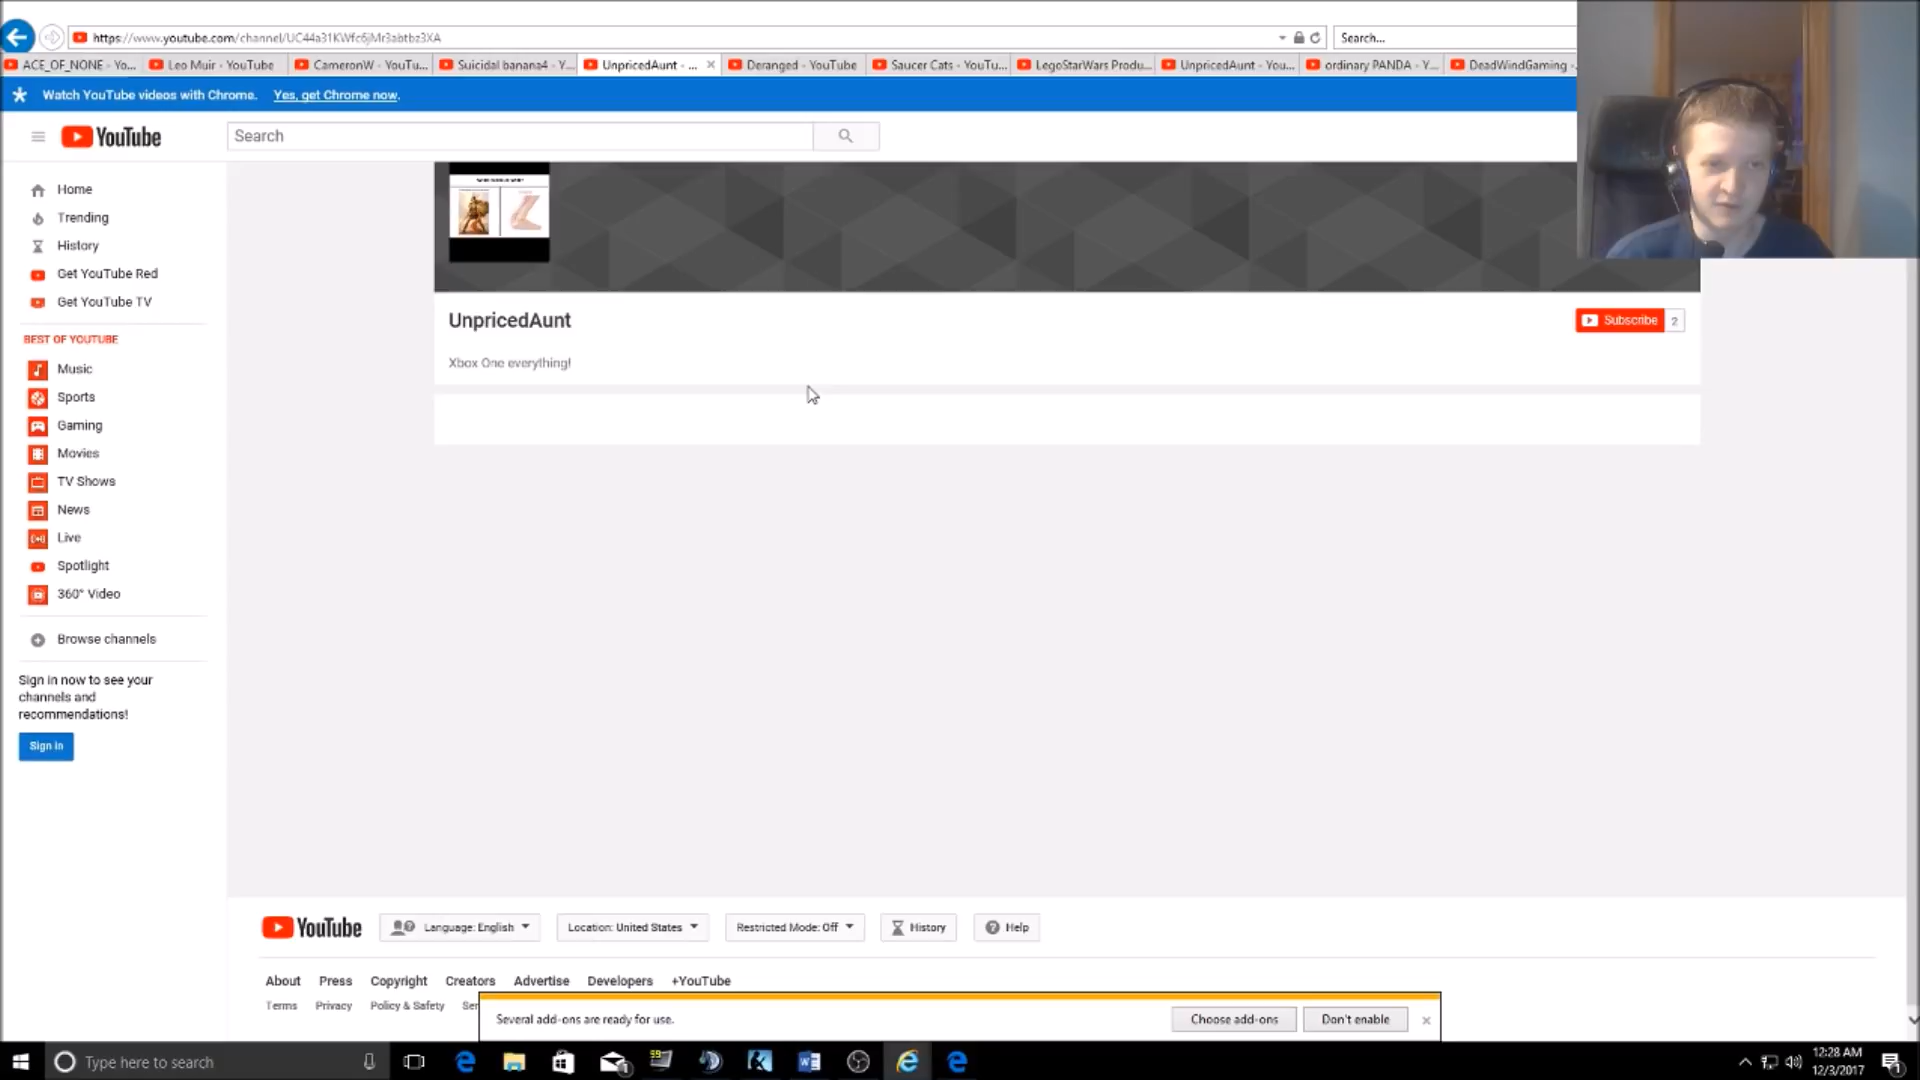 https://www.youtube.com/channel/UC44a31KWfc6jMr3abtbz3XA
Search...
ACE_OF_NONE - Yo...
Leo Muir - YouTube
CameronW - YouTu...
Suicidal banana4 - Y...
UnpricedAunt - ...
Deranged - YouTube
Saucer Cats - YouTu...
LegoStarWars Produ...
UnpricedAunt - You...
ordinary PANDA - Y...
DeadWindGaming -
Watch YouTube videos with Chrome. Yes, get Chrome now.
YouTube
Search
Home
Trending
History
Get YouTube Red
Get YouTube TV
BEST OF YOUTUBE
Music
Sports
Gaming
Movies
TV Shows
News
Live
Spotlight
360° Video
Browse channels
Sign in now to see your
channels and
recommendations!
Sign in
UnpricedAunt
Subscribe 2
Xbox One everything!
YouTube
Language: English
Location: United States
Restricted Mode: Off
History
Help
About Press Copyright Creators Advertise Developers +YouTube
Terms Privacy Policy & Safety
Several add-ons are ready for use.
Choose add-ons
Don't enable
Type here to search
12:28 AM
12/3/2017